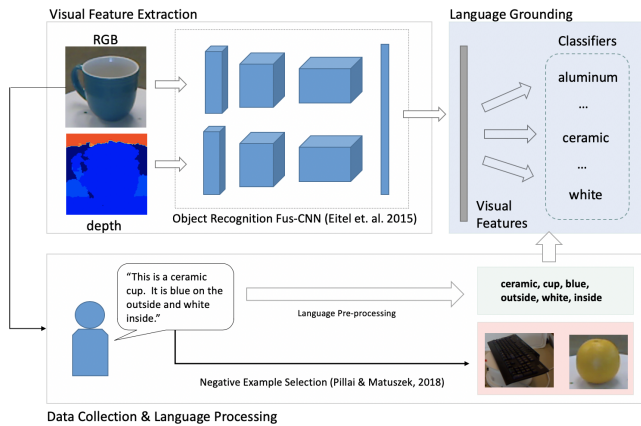 Visual Feature Extraction
RGB
depth
Object Recognition Fus-CNN (Eitel et. al. 2015)
Language Grounding
Classifiers
aluminum
...
ceramic
...
white
Visual
Features
"This is a ceramic
cup. It is blue on the
outside and white
inside."
Language Pre-processing
ceramic, cup, blue,
outside, white, inside
Negative Example Selection (Pillai & Matuszek, 2018)
Data Collection & Language Processing